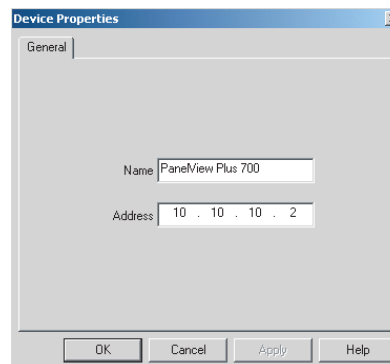 Device Properties
General
Name PanelView Plus 700
Address 10 . 10 . 10 . 2
OK Cancel Apply Help